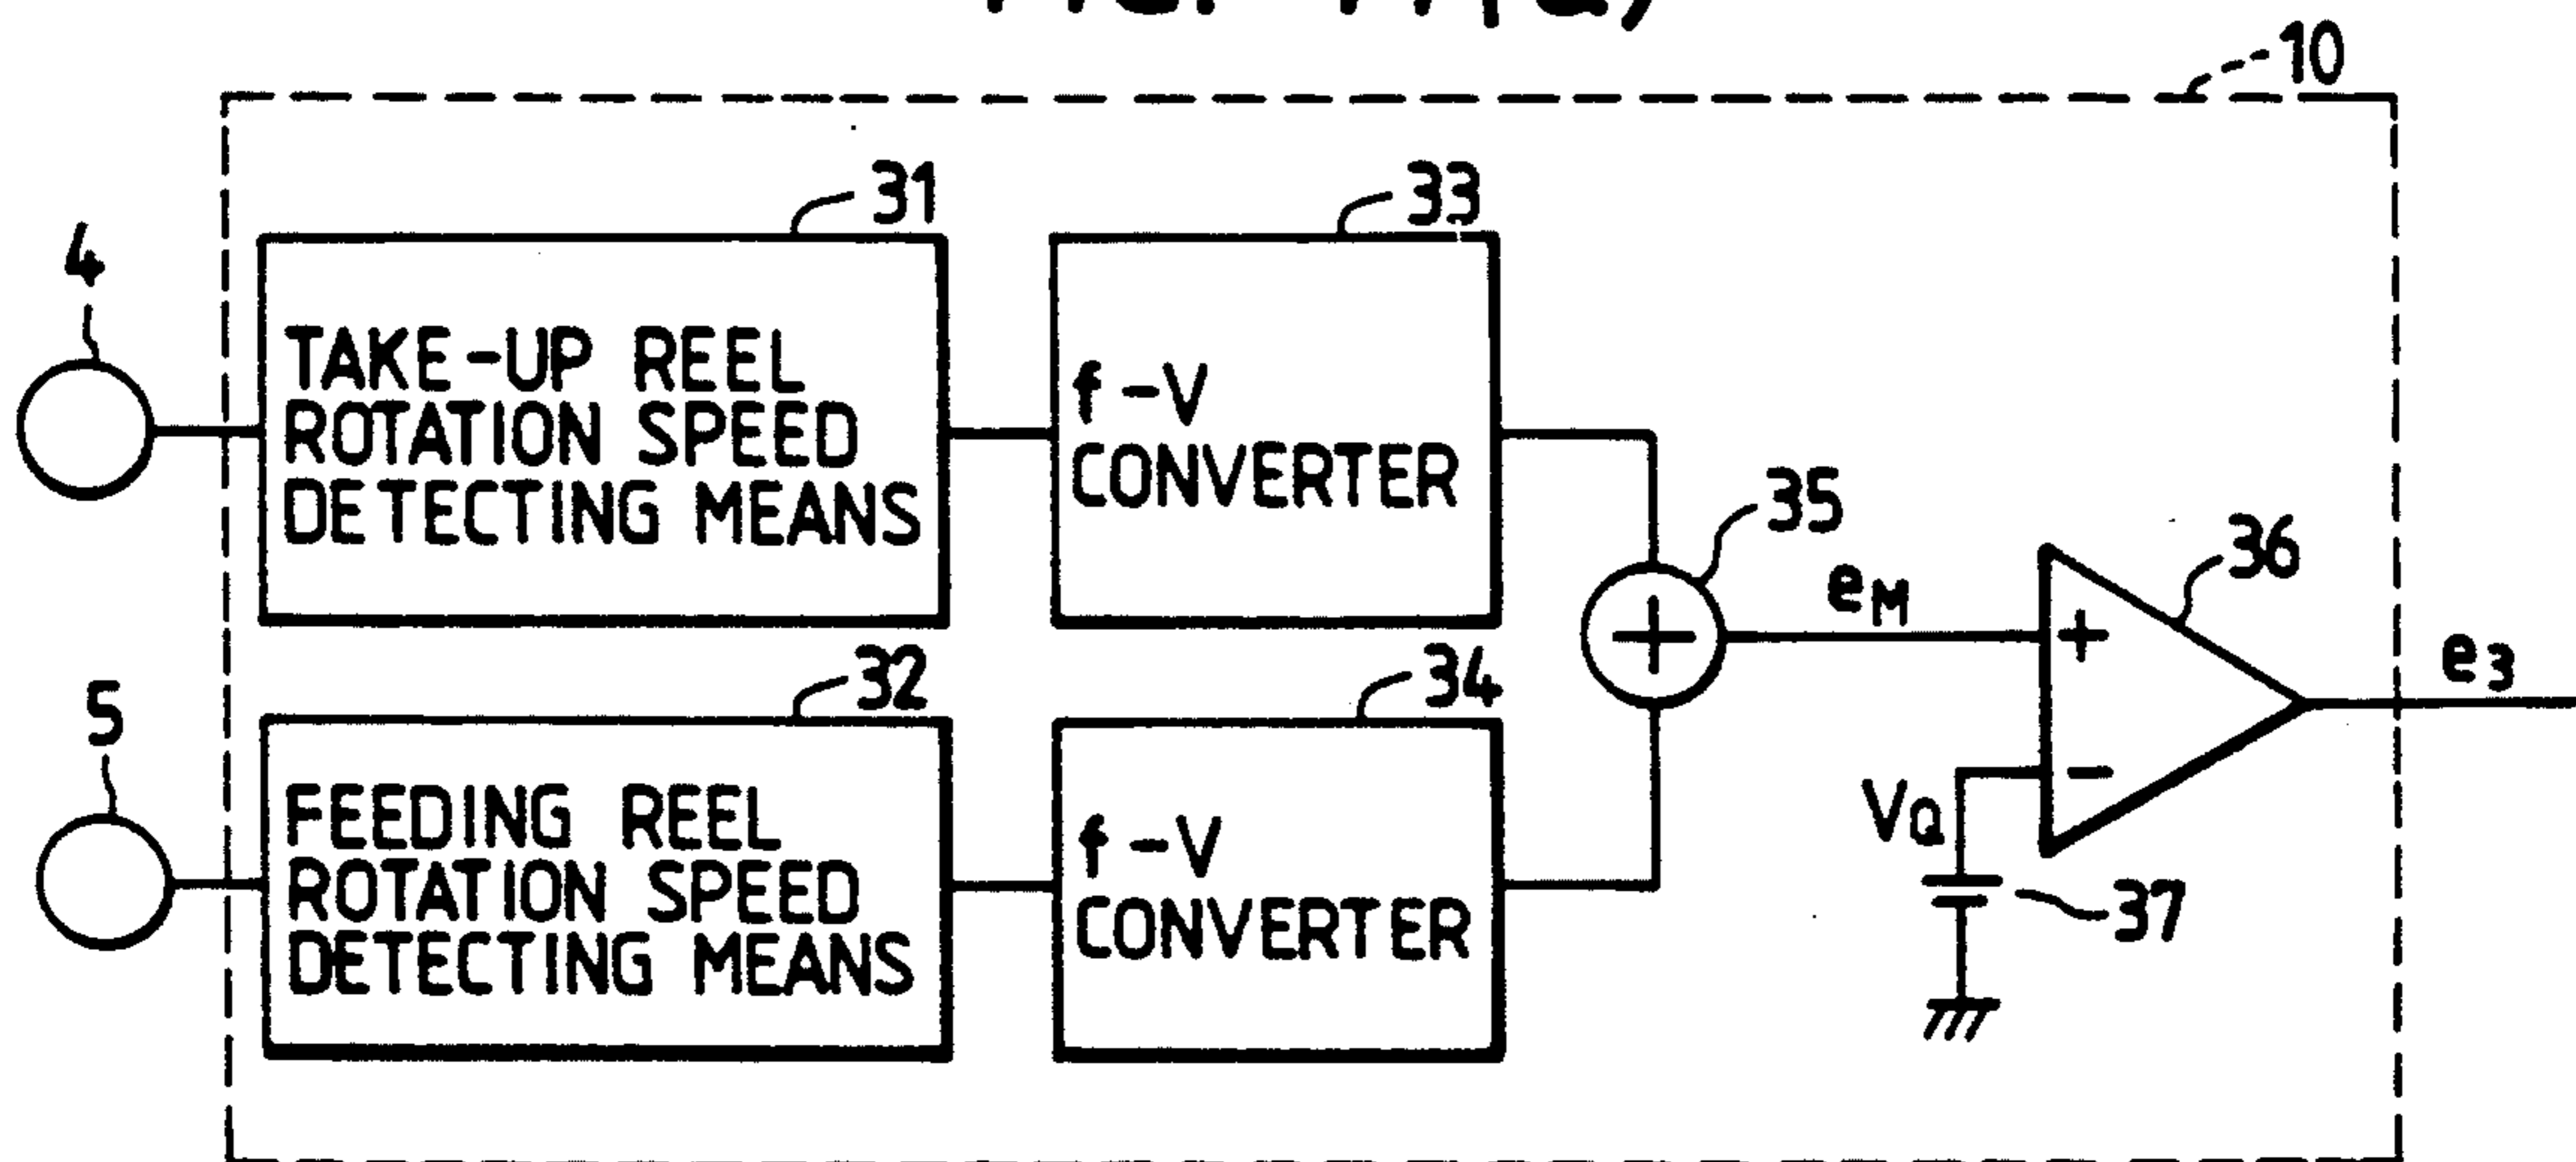 10
31
33
4
TAKE-UP REEL
ROTATION SPEED
DETECTING MEANS
f-V
CONVERTER
35
eM
36
+
+
e3
32
34
5
FEEDING REEL
ROTATION SPEED
DETECTING MEANS
f-V
CONVERTER
-
VQ
37